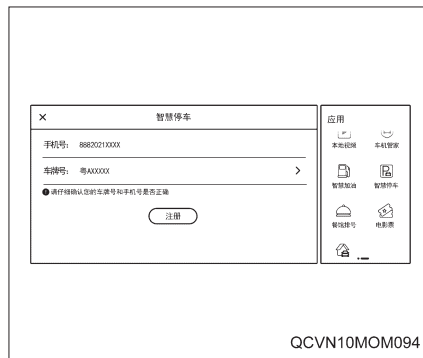 智慧停车
手机号： 8882021XXXX
车牌号： 粤AXXXXX
请仔细确认您的车牌号和手机号是否正确
注册
应用
本地视频
车机管家
智慧加油
智慧停车
餐馆排号
电影票
QCVN10MOM094